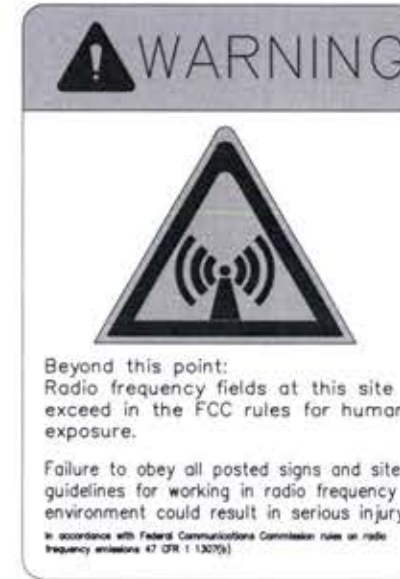 WARNING
Beyond this point:
Radio frequency fields at this site
exceed in the FCC rules for human
exposure.
Failure to obey all posted signs and site
guidelines for working in radio frequency
environment could result in serious injury
In accordance with Federal Communications Commission rules on radio
frequency emissions 47 CFR 1 1307(b)